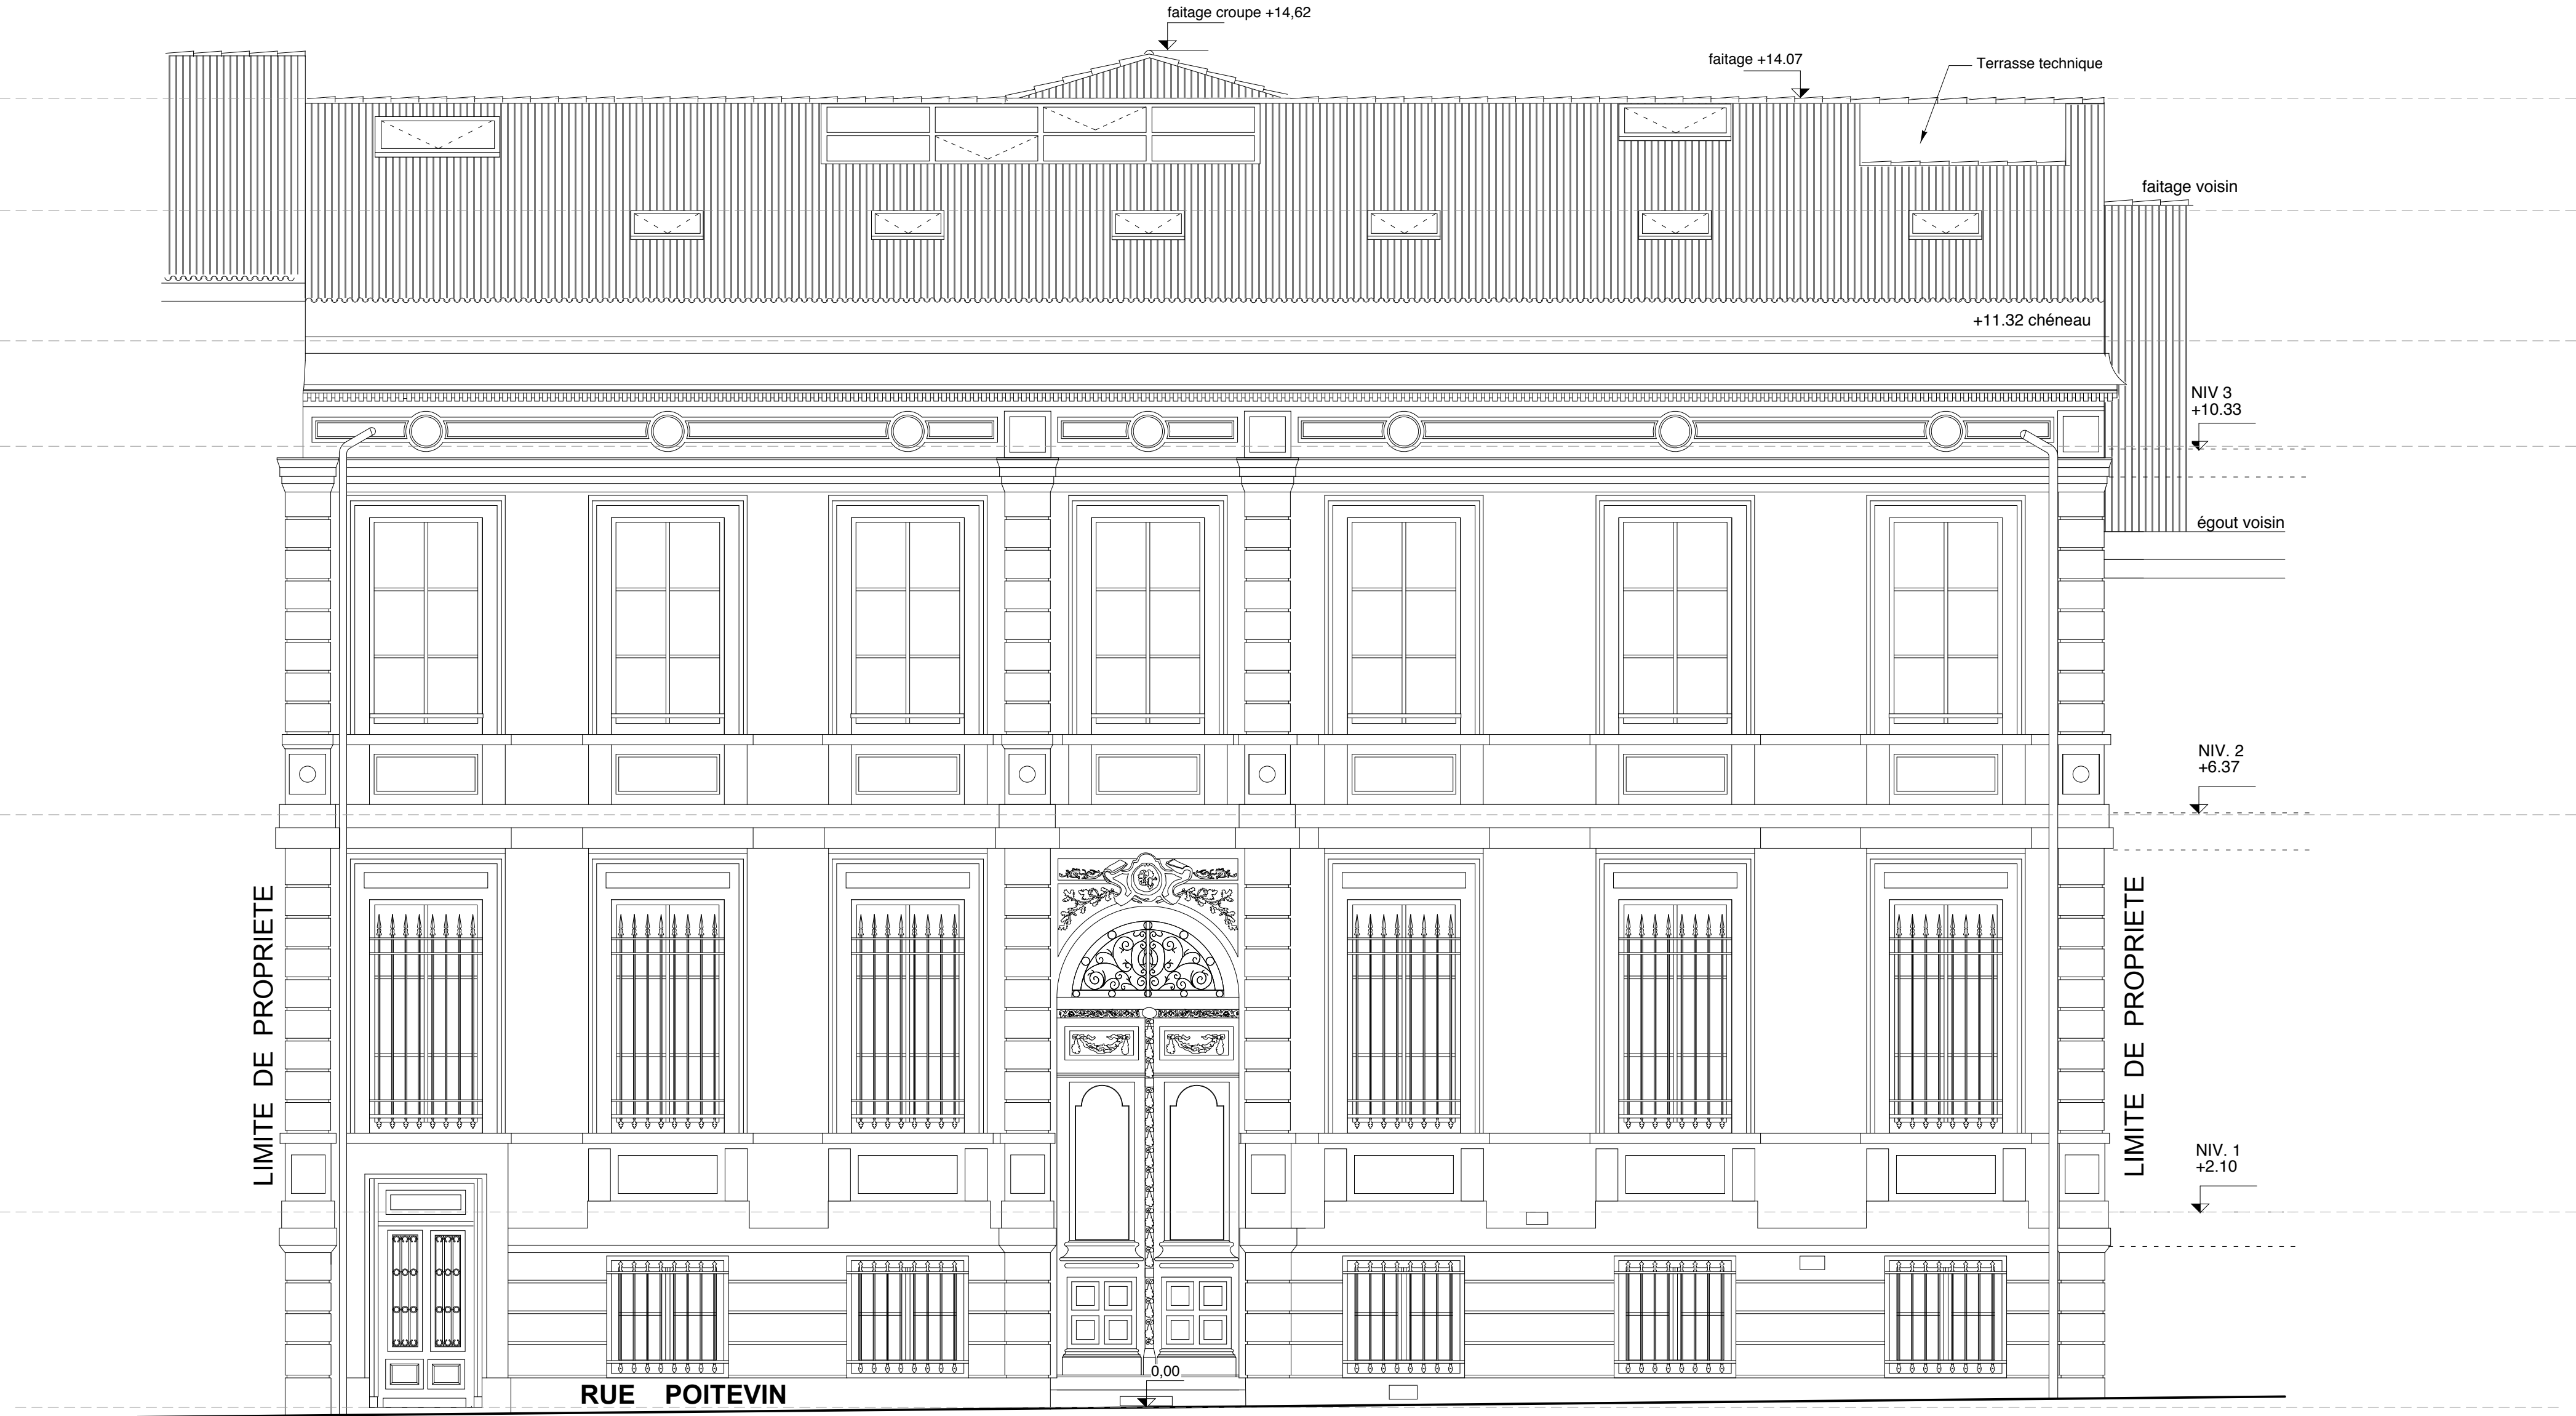 faitage croupe +14,62
faitage +14.07
Terrasse technique
faitage voisin
+11.32 chéneau
NIV 3
+10.33
égout voisin
NIV. 2
+6.37
LIMITE DE PROPRIETE
LIMITE DE PROPRIETE
NIV. 1
+2.10
0,00
RUE POITEVIN